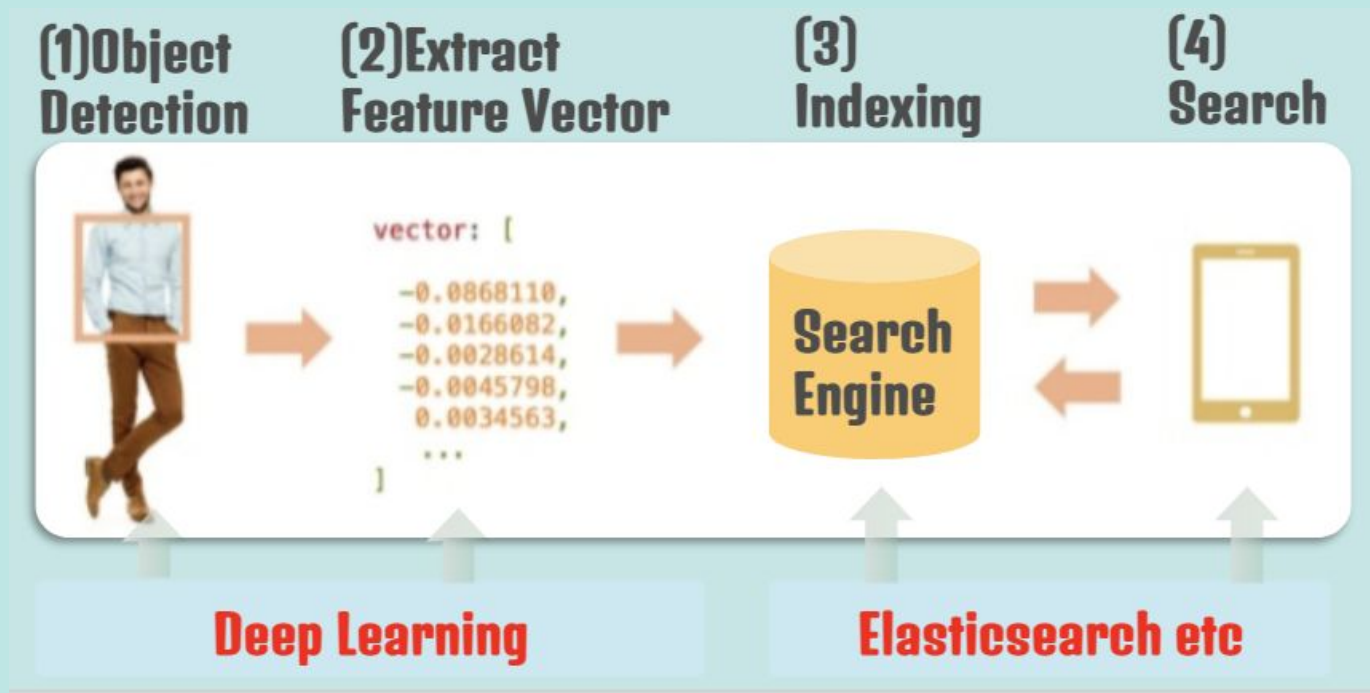 (1)Object
Detection
(2)Extract
Feature Vector
(3)
Indexing
(4)
Search
vector: [
-0.0868110,
-0.0166082,
-0.0028614,
-0.0045798,
0.0034563,
...
]
Search
Engine
Deep Learning
Elasticsearch etc